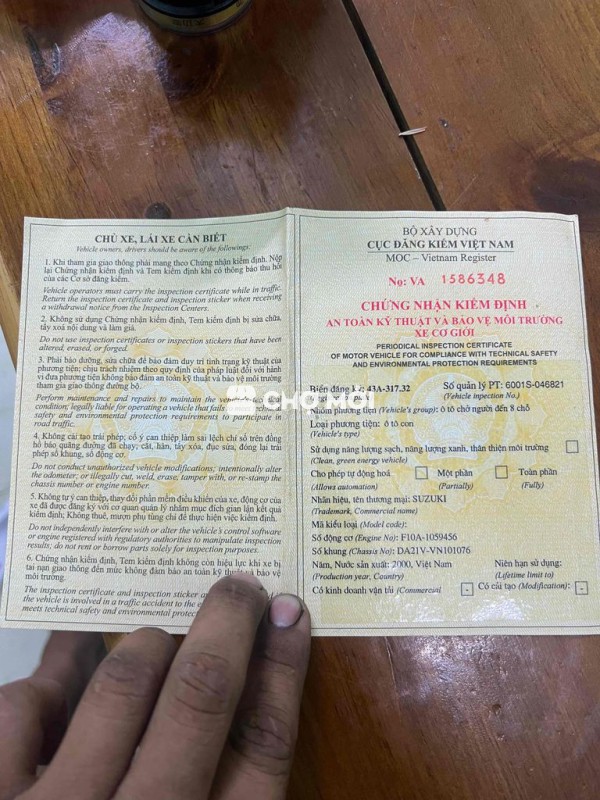 CHỦ XE, LÁI XE CẦN BIẾT
Vehicle owners, drivers should be aware of the followings:
1. Khi tham gia giao thông phải mang theo Chứng nhận kiểm định. Nộp
lại Chứng nhận kiểm định và Tem kiểm định khi có thông báo thu hồi
của các Cơ sở đăng kiểm.
Vehicle operators must carry the inspection certificate while in traffic.
Return the inspection certificate and sticker when receiving
a withdrawal notice from the Inspection Centers.
2. Không sử dụng Chứng nhận kiểm định, Tem kiểm định bị sửa chữa,
tẩy xoá nội dung và làm giả.
Do not use inspection certificates or inspection stickers that have been
altered, erased, or forged.
3. Phải bảo dưỡng, sửa chữa để bảo đảm duy trì tình trạng kỹ thuật của
phương tiện; chịu trách nhiệm theo quy định của pháp luật đối với hành
vi đưa phương tiện không bảo đảm an toàn kỹ thuật và bảo vệ môi trường
tham gia giao thông đường bộ.
Perform maintenance and repairs to maintain the
condition; legally liable for operating a vehicle that fails
safety and environmental protection requirements to participate in
road traffic.
4. Không cải tạo trái phép; cố ý can thiệp làm sai lệch chỉ số trên đồng
hồ báo quãng đường đã chạy; cắt, hàn, tẩy xóa, đục sửa, đóng lại trái
phép số khung, số động cơ.
Do not conduct unauthorized vehicle modifications; intentionally alter
the odometer; or illegally cut, weld, erase, tamper with, or re-stamp the
chassis number or engine number.
5. Không tự ý can thiệp, thay đổi phần mềm điều khiển của xe, động cơ của
xe đã được đăng ký với cơ quan quản lý nhằm mục đích gian lận kết quả
kiểm định; Không thuê, mượn phụ tùng chỉ để thực hiện việc kiểm định.
Do not independently interfere with or alter the vehicle's control software
or engine registered with regulatory authorities to manipulate inspection
results; do not rent or borrow parts solely for inspection purposes.
6. Chứng nhận kiểm định, Tem kiểm định không còn hiệu lực khi xe bị
tai nạn giao thông đến mức không đảm bảo an toàn kỹ thuật và bảo vệ
môi trường.
The inspection certificate and inspection sticker
the vehicle is involved in a traffic accident to the
meets technical safety and environmental
BỘ XÂY DỰNG
CỤC ĐĂNG KIỂM VIỆT NAM
MOC – Vietnam Register
No: VA 1586348
CHỨNG NHẬN KIỂM ĐỊNH
AN TOÀN KỸ THUẬT VÀ BẢO VỆ MÔI TRƯỜNG
XE CƠ GIỚI
PERIODICAL INSPECTION CERTIFICATE
OF MOTOR VEHICLE FOR COMPLIANCE WITH TECHNICAL SAFETY
AND ENVIRONMENTAL PROTECTION REQUIREMENTS
Biển đăng ký: 43A-317.32 Số quản lý PT: 6001S-046821
(Vehicle inpection No.)
CHỢ MỚI
Nhóm phương tiện (Vehicle's group): ô tô chở người đến 8 chỗ
Loại phương tiện: ô tô con
(Vehicle's type)
Sử dụng năng lượng sạch, năng lượng xanh, thân thiện môi trường
(Clean, green energy vehicle)
Cho phép tự động hoá Một phần Toàn phần
(Allows automation) (Partially) (Fully)
Nhãn hiệu, tên thương mại: SUZUKI
(Trademark, Commercial name)
Mã kiểu loại (Model code):
Số động cơ (Engine No): F10A-1059456
Số khung (Chassis No): DA21V-VN101076
Năm, Nước sản xuất: 2000, Việt Nam Niên hạn sử dụng:
(Production year, Country) (Lifetime limit to)
Có kinh doanh vận tải (Commercial) - Có cải tạo (Modification): -